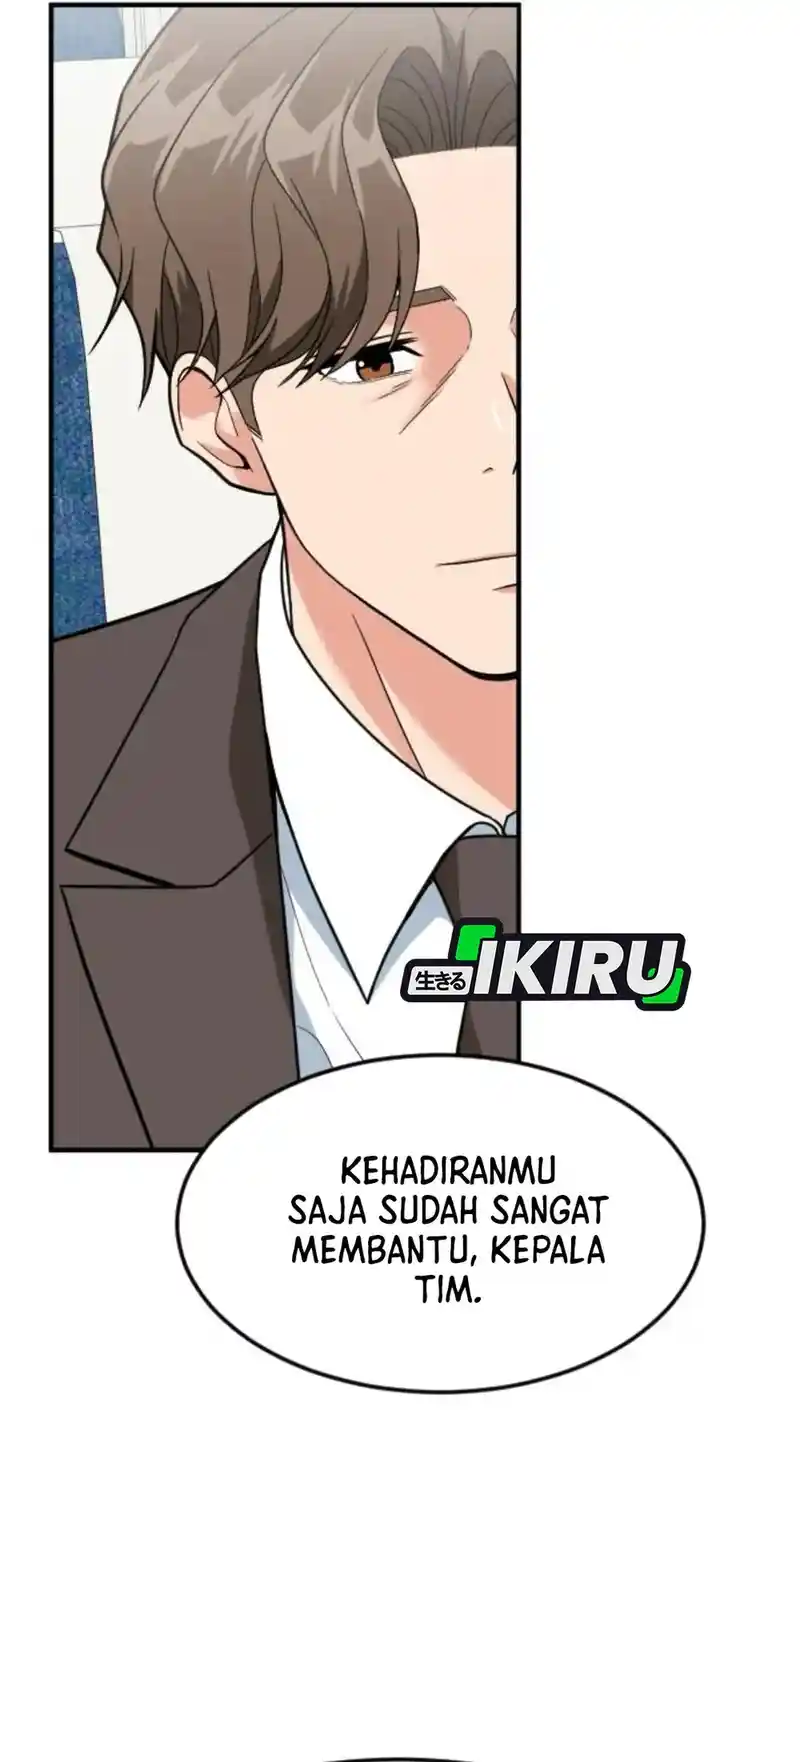 生きる IKIRU
KEHADIRANMU
SAJA SUDAH SANGAT
MEMBANTU, KEPALA
TIM.